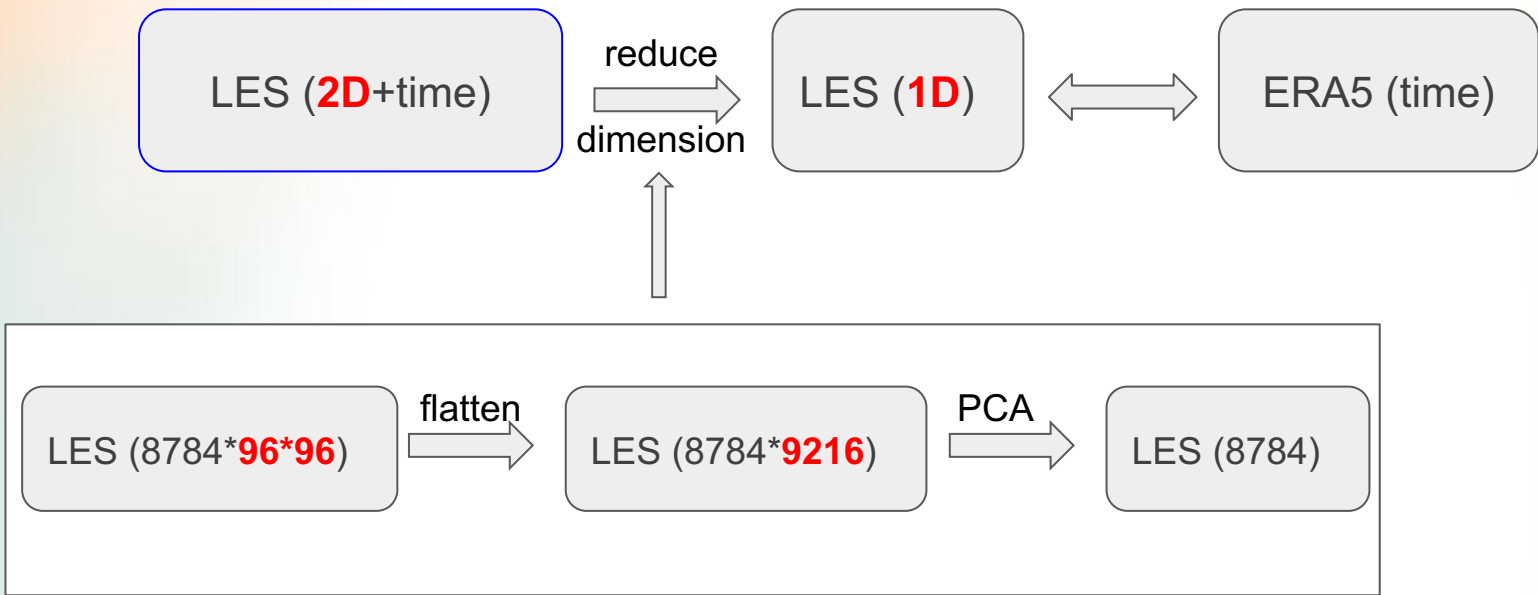 LES (2D+time)
reduce
dimension
LES (1D)
ERA5 (time)
LES (8784*96*96)
flatten
LES (8784*9216)
PCA
LES (8784)